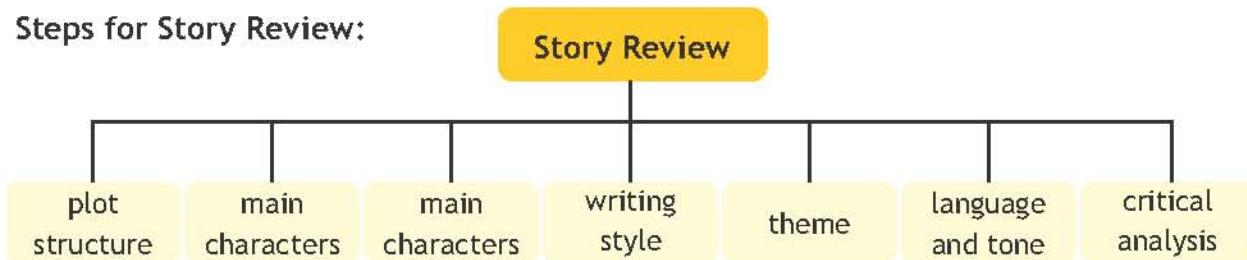 Steps for Story Review:
Story Review
plot
structure
main
characters
main
characters
writing
style
theme
language
and tone
critical
analysis